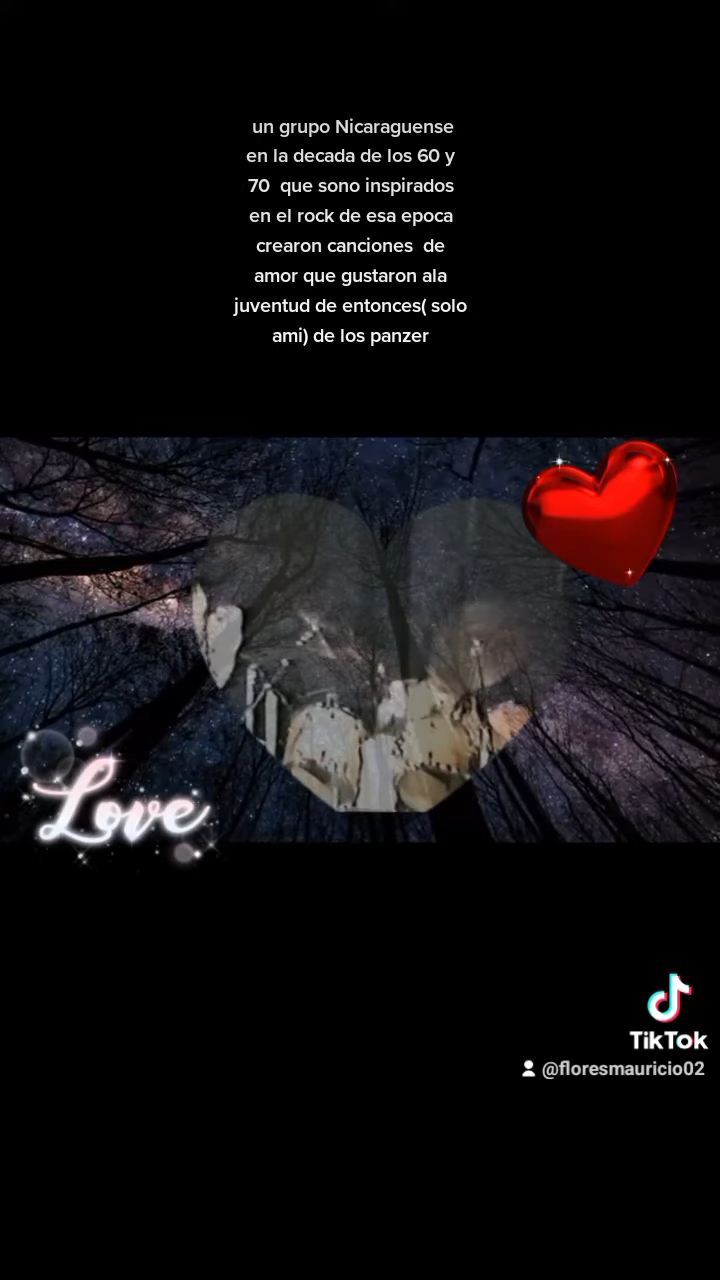 un grupo Nicaraguense
en la decada de los 60 y
70  que sono inspirados
en el rock de esa epoca
crearon canciones  de
amor que gustaron ala
juventud de entonces( solo
ami) de los panzer
Love
TikTok
@floresmauricio02